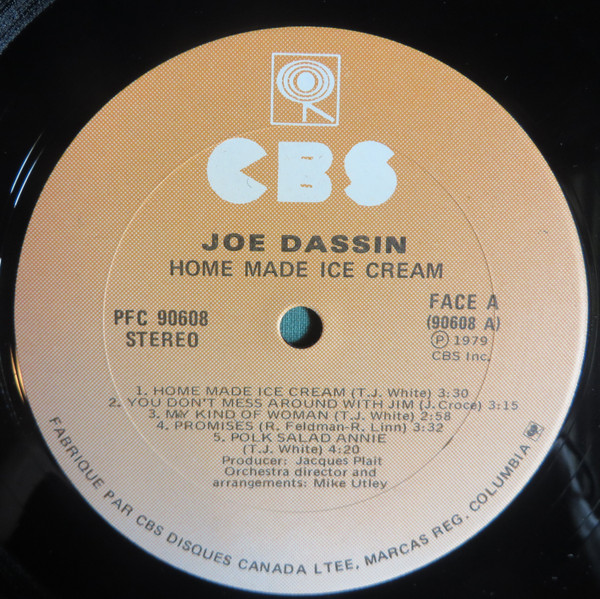 CBS
JOE DASSIN
HOME MADE ICE CREAM
PFC 90608
STEREO
FACE A
(90608 A)
Ⓟ 1979
CBS Inc.
1. HOME MADE ICE CREAM (T.J. White) 3:30
2. YOU DON'T MESS AROUND WITH JIM (J. Croce) 3:15
3. MY KIND OF WOMAN (T.J. White) 2:58
4. PROMISES (R. Feldman-R. Linn) 3:32
5. POLK SALAD ANNIE
(T.J. White) 4:20
Producer: Jacques Plait
Orchestra director and
arrangements: Mike Utley
FABRIQUE PAR CBS DISQUES CANADA LTEE, MARCAS REG. COLUMBIA